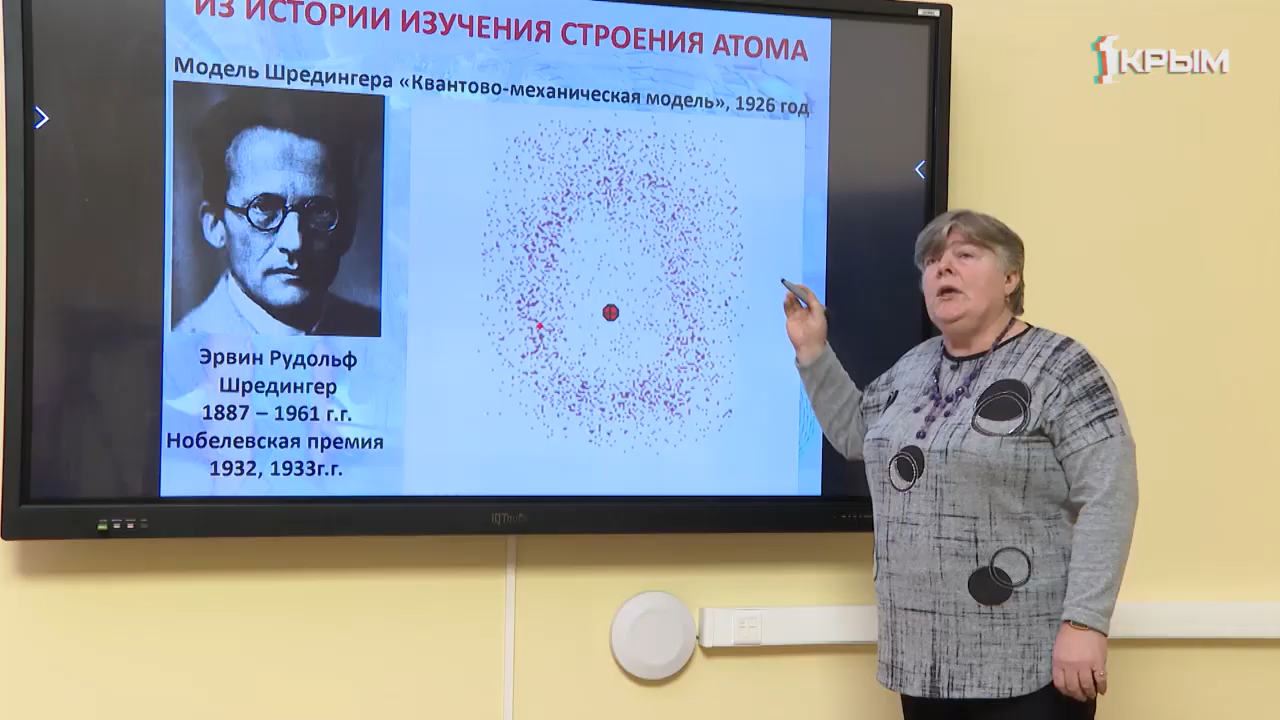 ИЗ ИСТОРИИ ИЗУЧЕНИЯ СТРОЕНИЯ АТОМА
Модель Шредингера «Квантово-механическая модель», 1926 год
1КРЫМ
Эрвин Рудольф
Шредингер
1887 – 1961 г.г.
Нобелевская премия
1932, 1933г.г.
IQTouch